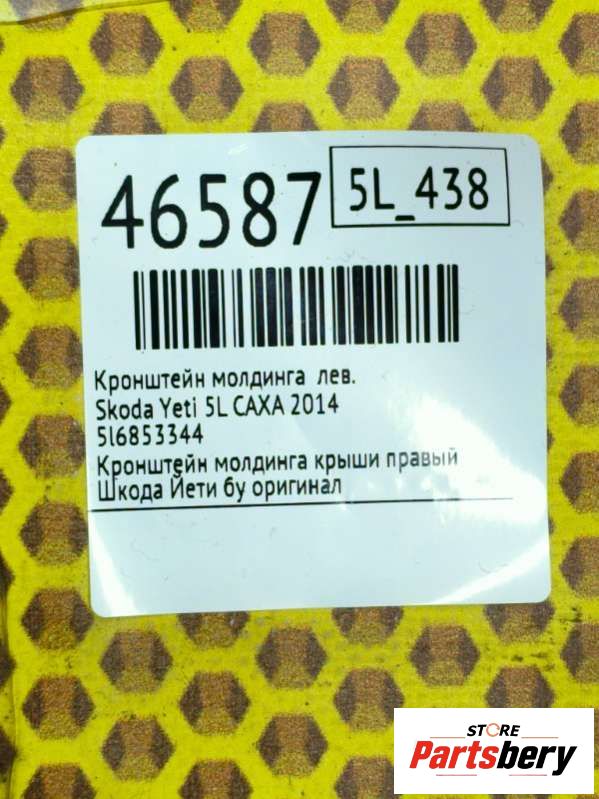 46587
5L_438
Кронштейн молдинга лев.
Skoda Yeti 5L CAXA 2014
5l6853344
Кронштейн молдинга крыши правый
Шкода Йети бу оригинал
STORE
Partsbery